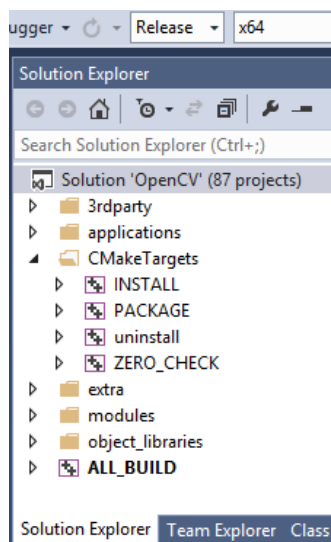 ugger Release x64
Solution Explorer
Search Solution Explorer (Ctrl+;)
Solution 'OpenCV' (87 projects)
3rdparty
applications
CMakeTargets
INSTALL
PACKAGE
uninstall
ZERO_CHECK
extra
modules
object_libraries
ALL_BUILD
Solution Explorer Team Explorer Class